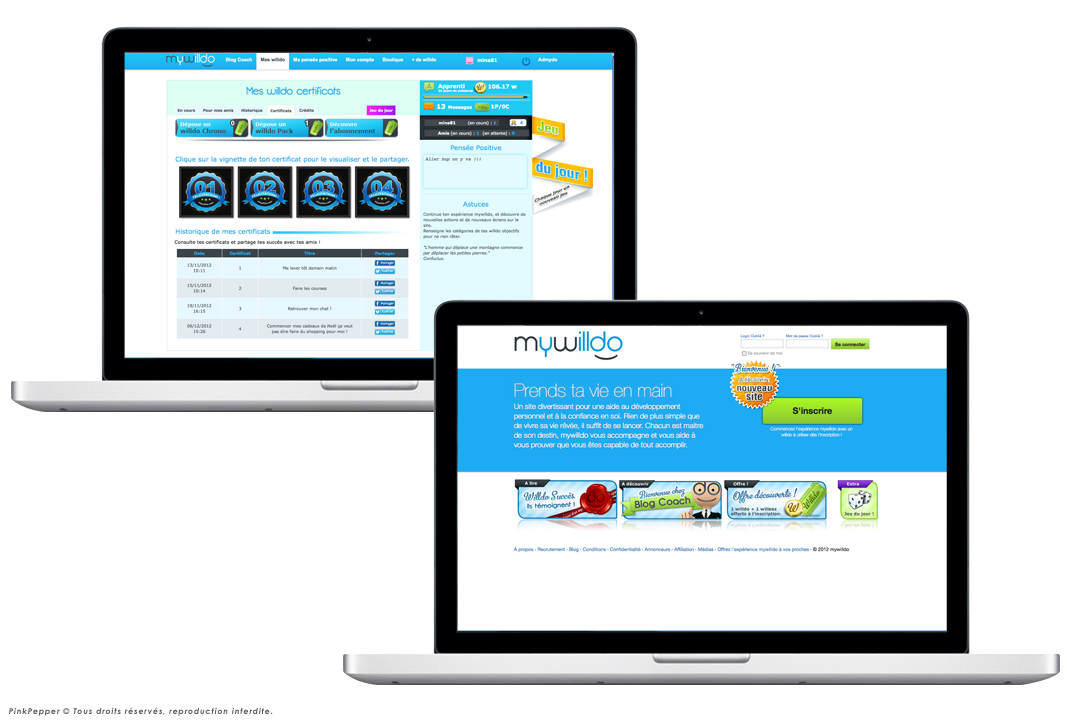 mywilldo
Blog Coach
Mes willdo
Ma pensée positive
Mon compte
Boutique
+ de willdo
mina81
Admydo
Mes willdo certificats
En cours
Pour mes amis
Historique
Certificats
Crédits
Jeu du jour
Dépose un
willdo Chrono
0
Dépose un
willdo Pack
1
Découvre
l'abonnement
Clique sur la vignette de ton certificat pour le visualiser et le partager.
01
02
03
04
Historique de mes certificats
Consulte tes certificats et partage tes succès avec tes amis !
Date Certificat Titre Partager
13/11/2012
10:11
1
Me lever tôt demain matin
Partager
Twitter
15/11/2012
10:14
2
Faire les courses
Partager
Twitter
19/11/2012
16:15
3
Retrouver mon chat !
Partager
Twitter
06/12/2012
15:26
4
Commencer mes cadeaux de Noël ça veut
pas dire faire du shopping pour moi !
Partager
Twitter
Apprenti
106.17 w
13 Messages
1P/0C
mina81 (en cours) :
4
Amis (en cours) : (en attente) :
Pensée Positive
Aller hop on y va !!!
Astuces
Continue ton expérience mywilldo, et découvre de
nouvelles actions et de nouveaux écrans sur le
site.
Renseigne les catégories de tes willdo objectifs
pour ne rien râter.
"L'homme qui déplace une montagne commence
par déplacer les petites pierres."
Confucius.
Jeu
du jour !
Chaque jour un
nouveau jeu
mywilldo
Login Oublié ?
Mot de passe Oublié ?
Se connecter
Se souvenir de moi
Prends ta vie en main
Un site divertissant pour une aide au développement
personnel et à la confiance en soi. Rien de plus simple que
de vivre sa vie rêvée, il suffit de se lancer. Chacun est maitre
de son destin, mywilldo vous accompagne et vous aide à
vous prouver que vous êtes capable de tout accomplir.
Bienvenue !
à découvrir
nouveau
site
S'inscrire
Commencez l'expérience mywilldo avec un
willdo à utiliser dès l'inscription !
A lire
Willdo Succès,
ils témoignent !
do
A découvrir
Bienvenue chez
Blog Coach
Offre !
Offre découverte !
1 willdo + 1 willeez
offerts à l'inscription.
Willdo
Extra
Jeu du jour !
À propos - Recrutement - Blog - Conditions - Confidentialité - Annonceurs - Affiliation - Médias - Offrez l'expérience mywilldo à vos proches - © 2012 mywilldo
PinkPepper © Tous droits réservés, reproduction interdite.